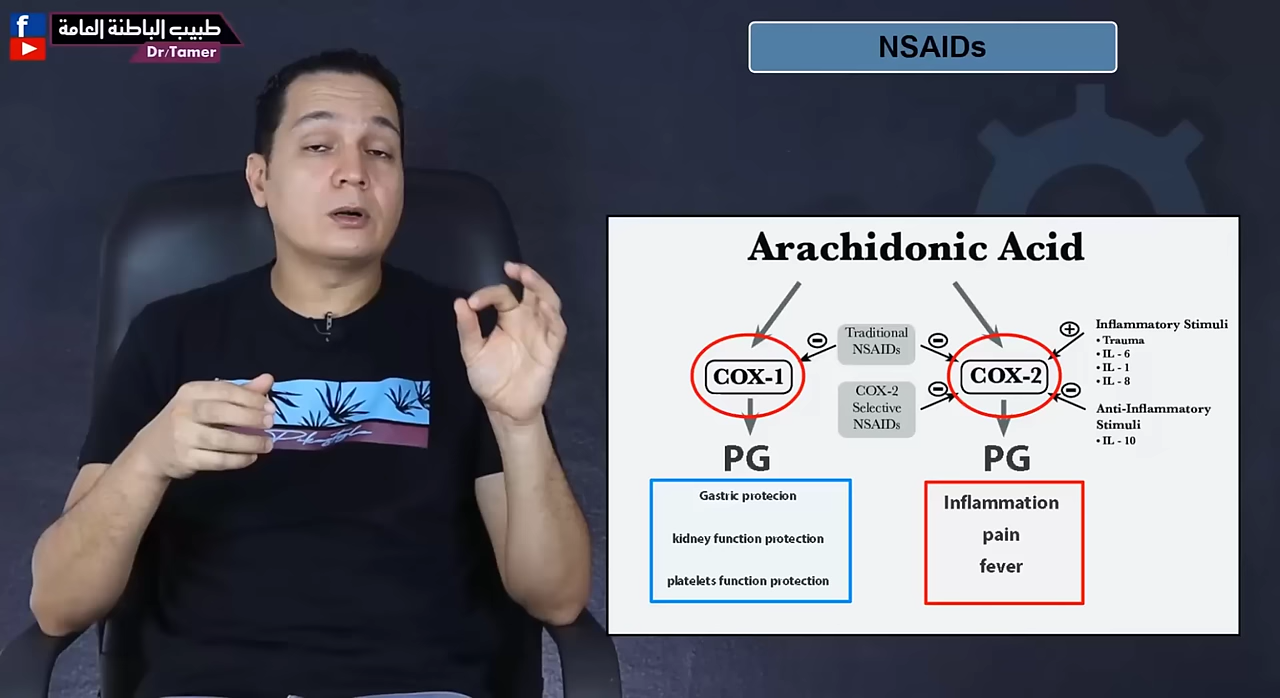 f
طبيب الباطنة العامة
Dr/Tamer
NSAIDs
Arachidonic Acid
Traditional
NSAIDs
COX-1
COX-2
COX-2
Selective
NSAIDs
Inflammatory Stimuli
• Trauma
• IL - 6
• IL - 1
• IL - 8
Anti-Inflammatory
Stimuli
• IL - 10
PG
PG
Gastric protecion
kidney function protection
platelets function protection
Inflammation
pain
fever